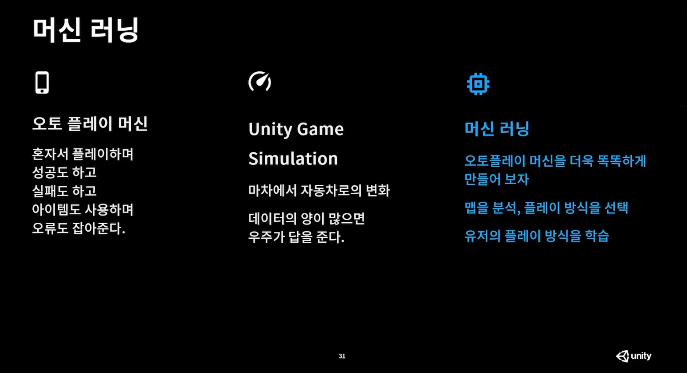 머신 러닝
오토 플레이 머신
혼자서 플레이하며
성공도 하고
실패도 하고
아이템도 사용하며
오류도 잡아준다.
Unity Game
Simulation
마차에서 자동차로의 변화
데이터의 양이 많으면
우주가 답을 준다.
머신 러닝
오토플레이 머신을 더욱 똑똑하게
만들어 보자
맵을 분석, 플레이 방식을 선택
유저의 플레이 방식을 학습
31
unity